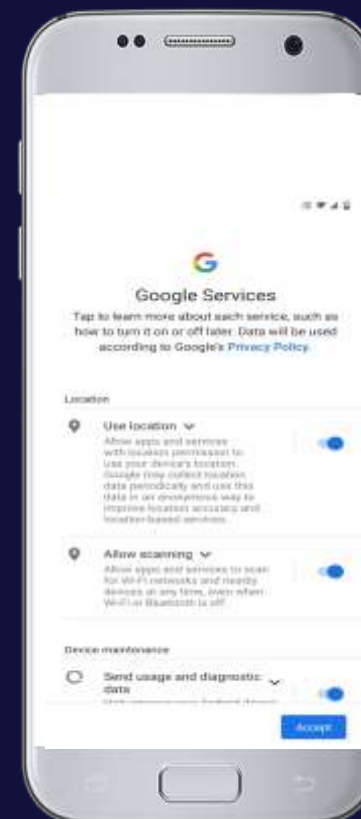 Google Services
Tap to learn more about each service, such as
how to turn it on or off later. Data will be used
according to Google's Privacy Policy.
Location
Use location
Allow apps and services
with location permission to
use your device's location.
Google may collect location
data periodically and use this
data in an anonymous way to
improve location accuracy and
location-based services.
Allow scanning
Allow apps and services to scan
for Wi-Fi networks and nearby
devices at any time, even when
Wi-Fi or Bluetooth is off.
Device maintenance
Send usage and diagnostic
data
Accept